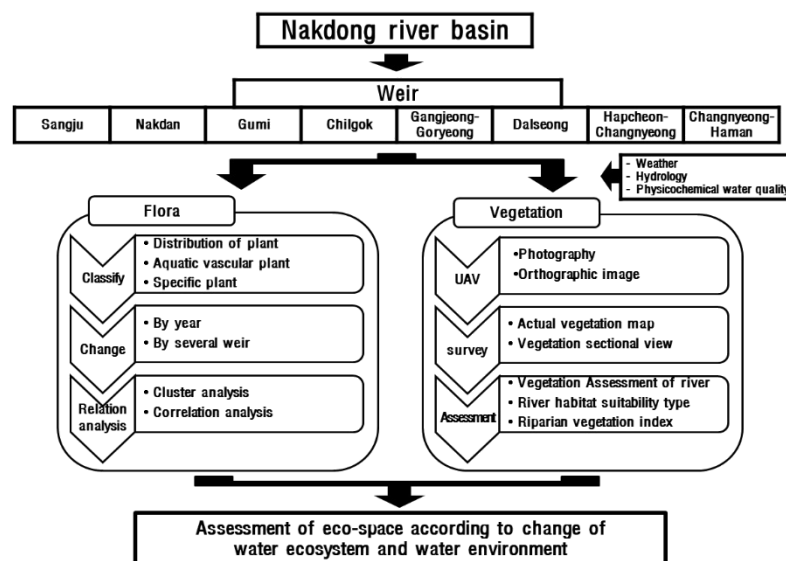 Nakdong river basin
Weir
Sangju
Nakdan
Gumi
Chilgok
Gangjeong-
Goryeong
Dalseong
Hapcheon-
Changnyeong
Changnyeong-
Haman
- Weather
- Hydrology
- Physicochemical water quality
Flora
Classify
• Distribution of plant
• Aquatic vascular plant
• Specific plant
Change
• By year
• By several weir
Relation
analysis
• Cluster analysis
• Correlation analysis
Vegetation
UAV
• Photography
• Orthographic image
survey
• Actual vegetation map
• Vegetation sectional view
Assessment
• Vegetation Assessment of river
• River habitat suitability type
• Riparian vegetation index
Assessment of eco-space according to change of
water ecosystem and water environment